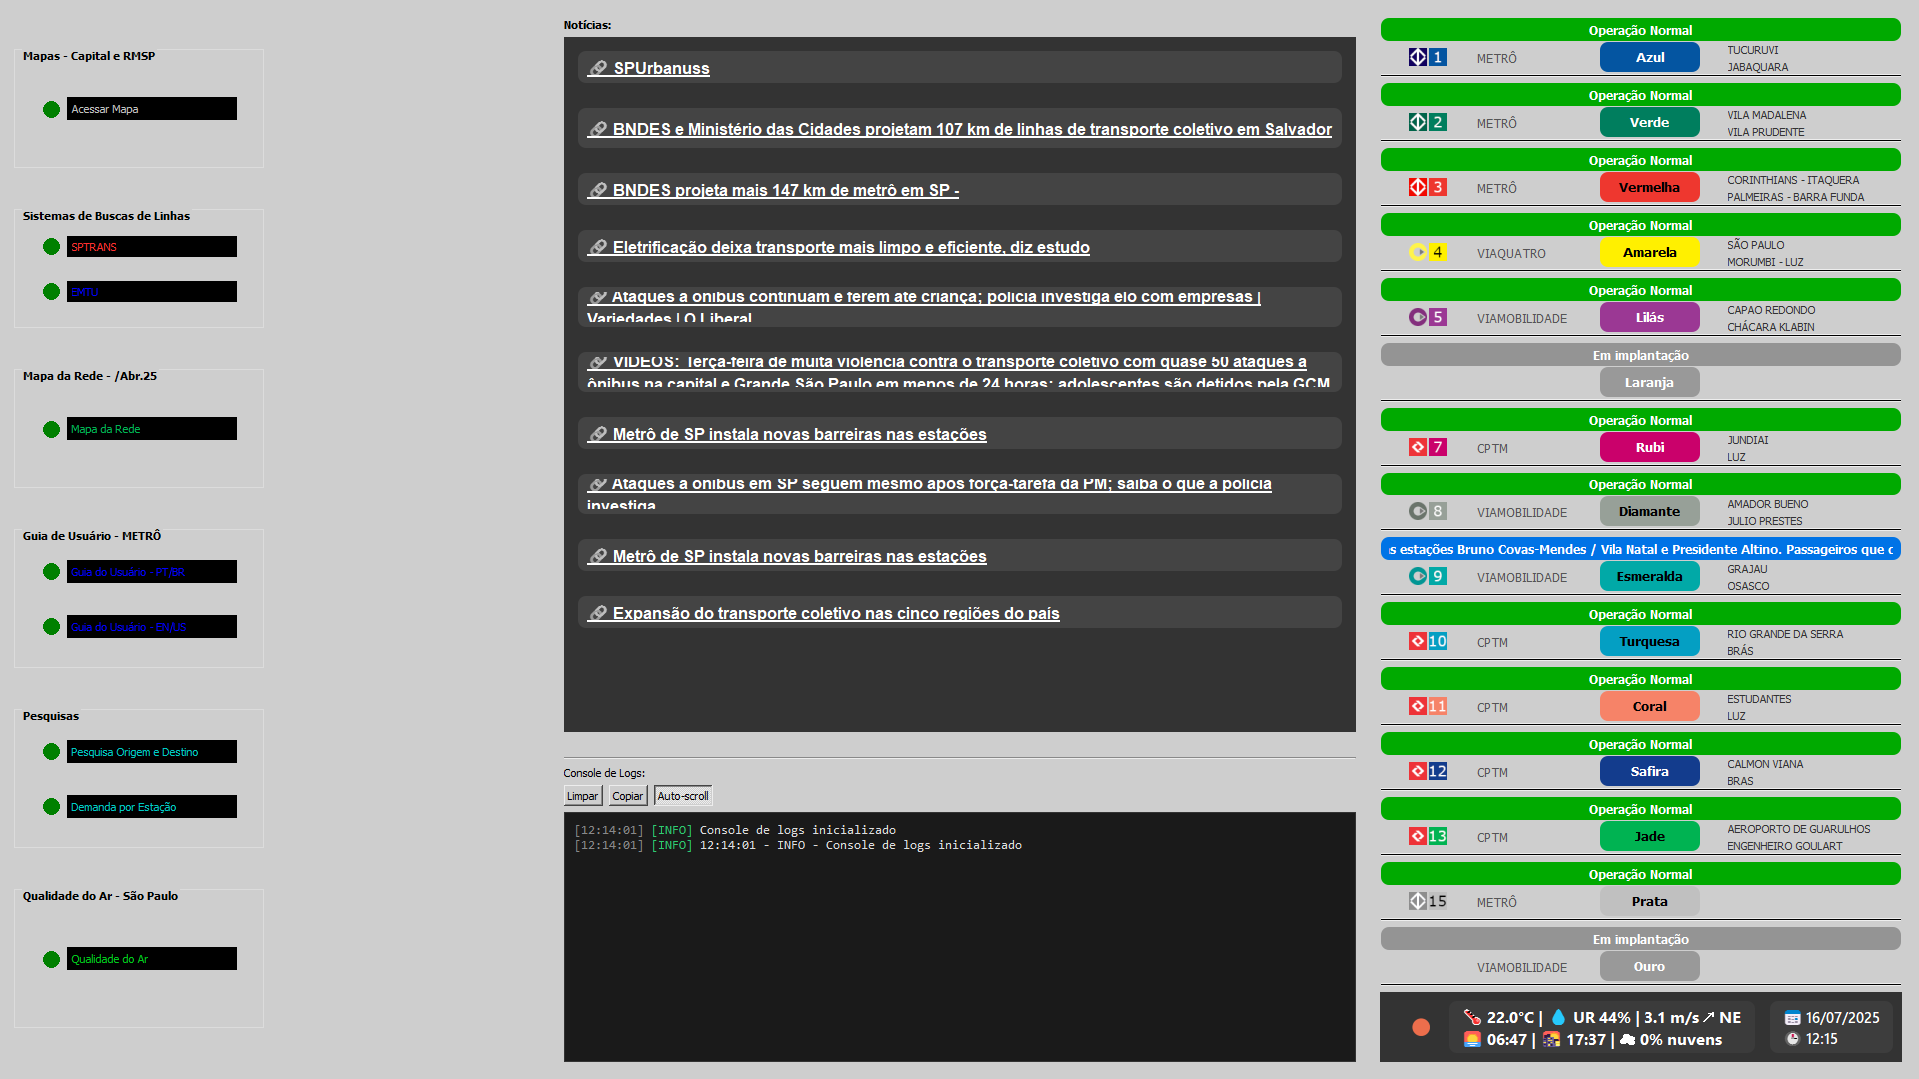 Mapas - Capital e RMSP
Acessar Mapa
Sistemas de Buscas de Linhas
SPTRANS
EMTU
Mapa da Rede - /Abr.25
Mapa da Rede
Guia de Usuário - METRÔ
Guia do Usuário - PT/BR
Guia do Usuário - EN/US
Pesquisas
Pesquisa Origem e Destino
Demanda por Estação
Qualidade do Ar - São Paulo
Qualidade do Ar
Notícias:
SPUrbanuss
BNDES e Ministério das Cidades projetam 107 km de linhas de transporte coletivo em Salvador
BNDES projeta mais 147 km de metrô em SP -
Eletrificação deixa transporte mais limpo e eficiente, diz estudo
Ataques a ônibus continuam e ferem até criança; polícia investiga elo com empresas |
Variedades | O Liberal
VÍDEOS: Terça-feira de muita violência contra o transporte coletivo com quase 50 ataques a
ônibus na capital e Grande São Paulo em menos de 24 horas; adolescentes são detidos pela GCM
Metrô de SP instala novas barreiras nas estações
Ataques a ônibus em SP seguem mesmo após força-tarefa da PM; saiba o que a polícia
investiga
Metrô de SP instala novas barreiras nas estações
Expansão do transporte coletivo nas cinco regiões do país
Console de Logs:
Limpar Copiar Auto-scroll
[12:14:01] [INFO] Console de logs inicializado
[12:14:01] [INFO] 12:14:01 - INFO - Console de logs inicializado
Operação Normal
1 METRÔ Azul TUCURUVI
JABAQUARA
Operação Normal
2 METRÔ Verde VILA MADALENA
VILA PRUDENTE
Operação Normal
3 METRÔ Vermelha CORINTHIANS - ITAQUERA
PALMEIRAS - BARRA FUNDA
Operação Normal
4 VIAQUATRO Amarela SÃO PAULO
MORUMBI - LUZ
Operação Normal
5 VIAMOBILIDADE Lilás CAPAO REDONDO
CHÁCARA KLABIN
Em implantação
Laranja
Operação Normal
7 CPTM Rubi JUNDIAI
LUZ
Operação Normal
8 VIAMOBILIDADE Diamante AMADOR BUENO
JULIO PRESTES
s estações Bruno Covas-Mendes / Vila Natal e Presidente Altino. Passageiros que c
9 VIAMOBILIDADE Esmeralda GRAJAU
OSASCO
Operação Normal
10 CPTM Turquesa RIO GRANDE DA SERRA
BRÁS
Operação Normal
11 CPTM Coral ESTUDANTES
LUZ
Operação Normal
12 CPTM Safira CALMON VIANA
BRAS
Operação Normal
13 CPTM Jade AEROPORTO DE GUARULHOS
ENGENHEIRO GOULART
Operação Normal
15 METRÔ Prata
Em implantação
VIAMOBILIDADE Ouro
22.0°C | UR 44% | 3.1 m/s ↗ NE
06:47 | 17:37 | 0% nuvens
16/07/2025
12:15